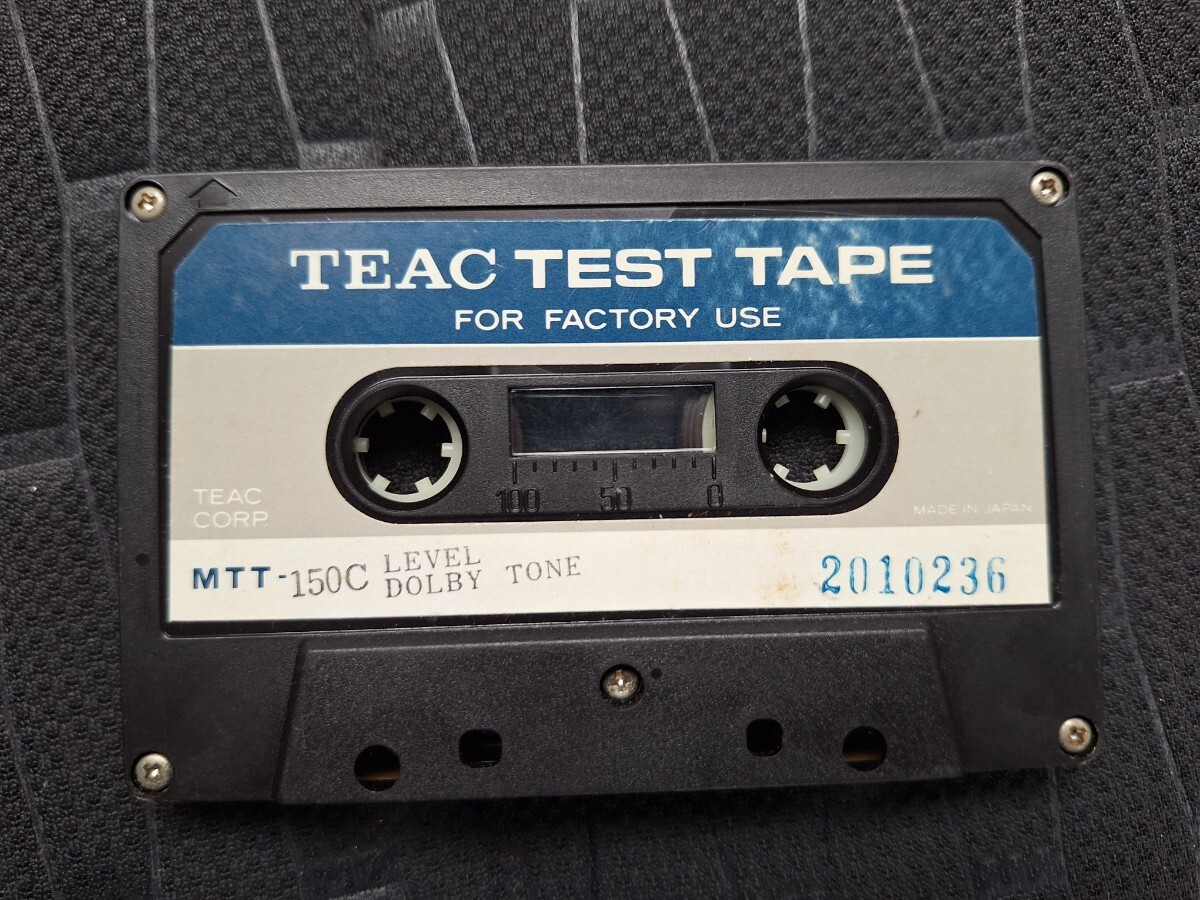 TEAC TEST TAPE
FOR FACTORY USE
100 50 0
TEAC
CORP.
MADE IN JAPAN
MTT-150C LEVEL
DOLBY TONE
2010236